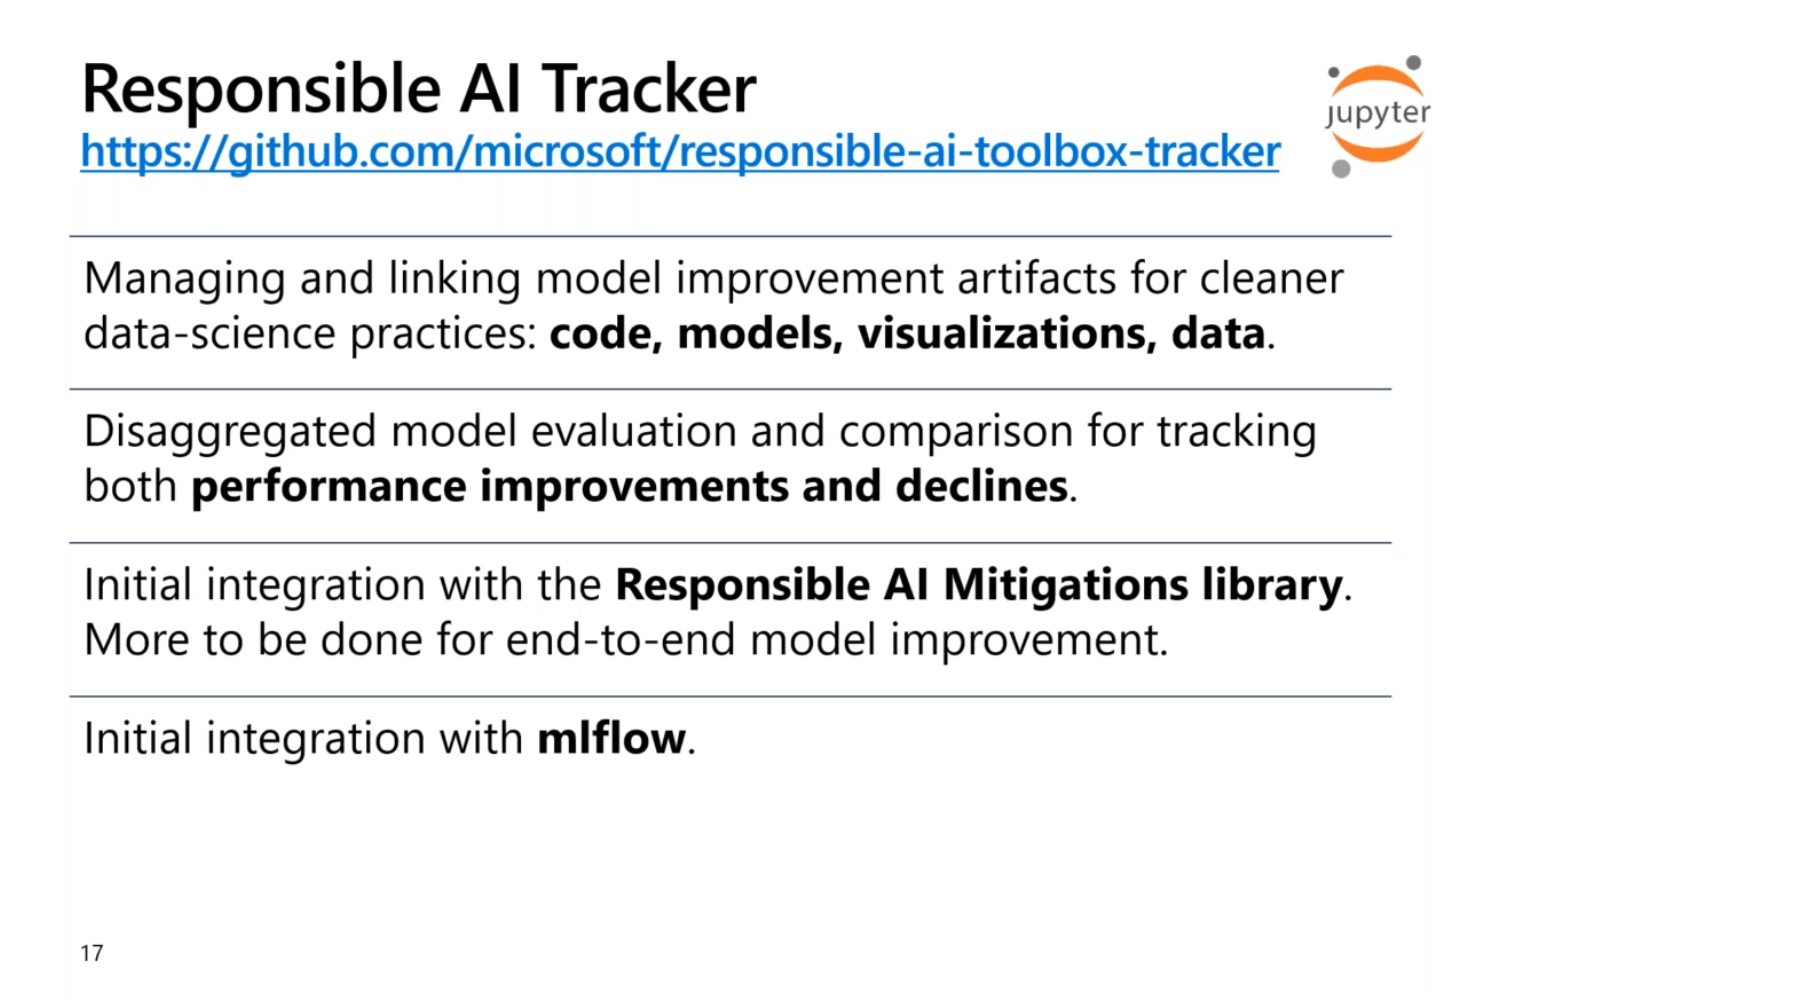 Responsible AI Tracker
https://github.com/microsoft/responsible-ai-toolbox-tracker
jupyter
Managing and linking model improvement artifacts for cleaner
data-science practices: code, models, visualizations, data.
Disaggregated model evaluation and comparison for tracking
both performance improvements and declines.
Initial integration with the Responsible AI Mitigations library.
More to be done for end-to-end model improvement.
Initial integration with mlflow.
17